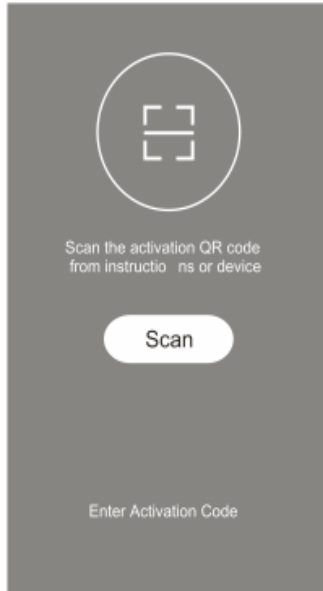 Scan the activation QR code
from instructio ns or device
Scan
Enter Activation Code